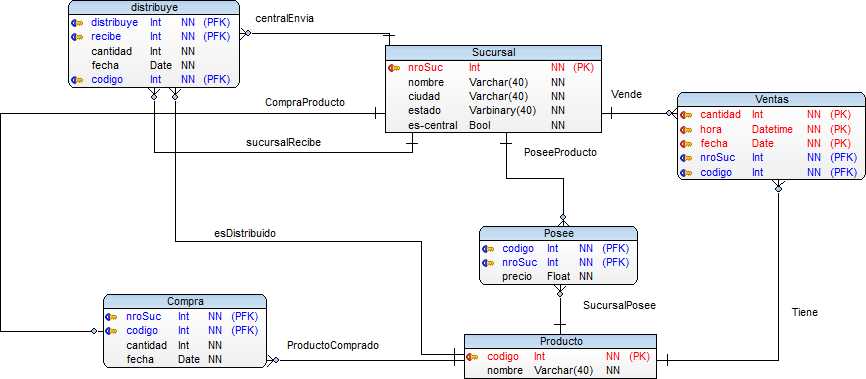 distribuye
distribuye Int NN (PFK)
recibe Int NN (PFK)
cantidad Int NN
fecha Date NN
codigo Int NN (PFK)
centralEnvia
Sucursal
nroSuc Int NN (PK)
nombre Varchar(40) NN
ciudad Varchar(40) NN
estado Varbinary(40) NN
es-central Bool NN
CompraProducto
sucursalRecibe
Vende
PoseeProducto
Ventas
cantidad Int NN (PK)
hora Datetime NN (PK)
fecha Date NN (PK)
nroSuc Int NN (PFK)
codigo Int NN (PFK)
esDistribuido
Posee
codigo Int NN (PFK)
nroSuc Int NN (PFK)
precio Float NN
SucursalPosee
Tiene
Compra
nroSuc Int NN (PFK)
codigo Int NN (PFK)
cantidad Int NN
fecha Date NN
ProductoComprado
Producto
codigo Int NN (PK)
nombre Varchar(40) NN